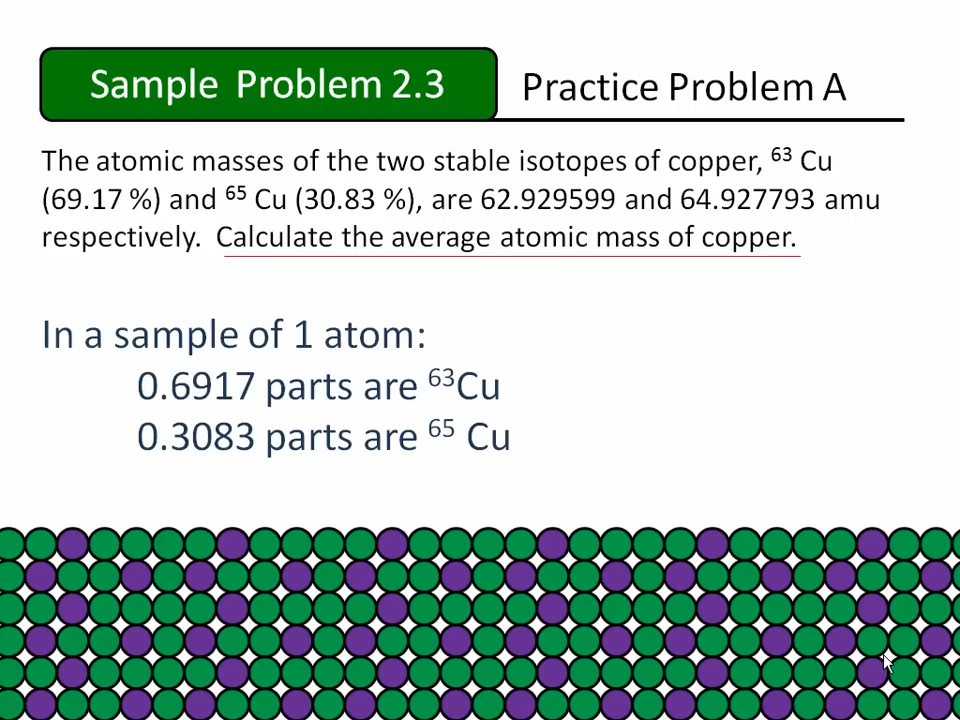 Sample Problem 2.3
Practice Problem A
The atomic masses of the two stable isotopes of copper, ⁶³ Cu
(69.17 %) and ⁶⁵ Cu (30.83 %), are 62.929599 and 64.927793 amu
respectively. Calculate the average atomic mass of copper.
In a sample of 1 atom:
0.6917 parts are ⁶³Cu
0.3083 parts are ⁶⁵ Cu